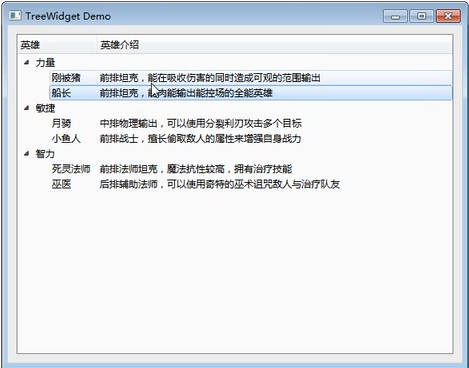 TreeWidget Demo
英雄 英雄介绍
力量
刚被猪 前排坦克，能在吸收伤害的同时造成可观的范围输出
船长 前排坦克，肉能输出能控场的全能英雄
敏捷
月骑 中排物理输出，可以使用分裂利刃攻击多个目标
小鱼人 前排战士，擅长偷取敌人的属性来增强自身战力
智力
死灵法师 前排法师坦克，魔法抗性较高，拥有治疗技能
巫医 后排辅助法师，可以使用奇特的巫术诅咒敌人与治疗队友